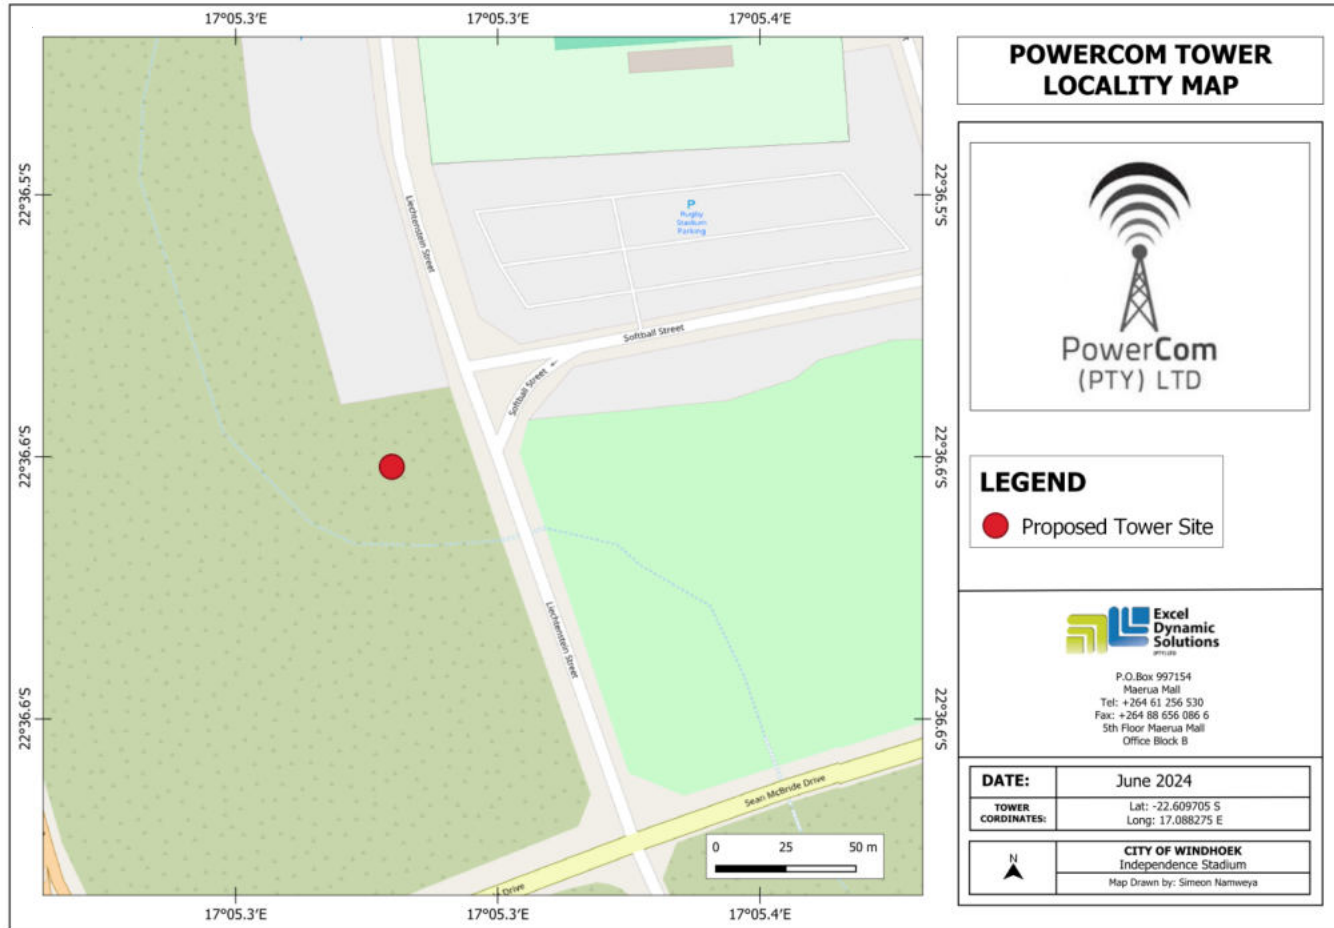 17°05.3'E
17°05.3'E
17°05.4'E
22°36.5'S
22°36.6'S
22°36.6'S
22°36.5'S
22°36.6'S
22°36.6'S
17°05.3'E
17°05.3'E
17°05.4'E
Liechtenstein Street
P
Rugby
Stadium
Parking
Softball Street
Softball Street
Liechtenstein Street
Sean McBride Drive
Drive
0 25 50 m
POWERCOM TOWER
LOCALITY MAP
PowerCom
(PTY) LTD
LEGEND
Proposed Tower Site
Excel
Dynamic
Solutions
(PTY) LTD
P.O.Box 997154
Maerua Mall
Tel: +264 61 256 530
Fax: +264 88 656 086 6
5th Floor Maerua Mall
Office Block B
DATE: June 2024
TOWER
CORDINATES:
Lat: -22.609705 S
Long: 17.088275 E
N
CITY OF WINDHOEK
Independence Stadium
Map Drawn by: Simeon Namweya